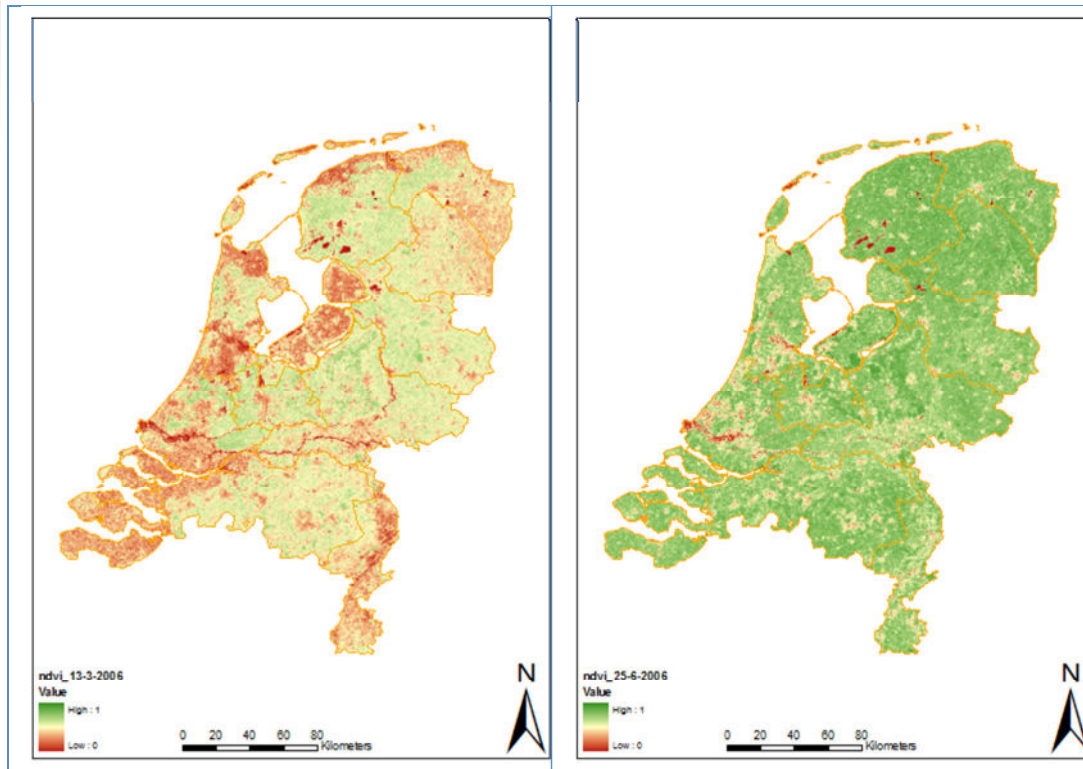 ndvi_13-3-2006
Value
High : 1
Low : 0
0 20 40 60 80
Kilometers
N
ndvi_25-6-2006
Value
High : 1
Low : 0
0 20 40 60 80
Kilometers
N